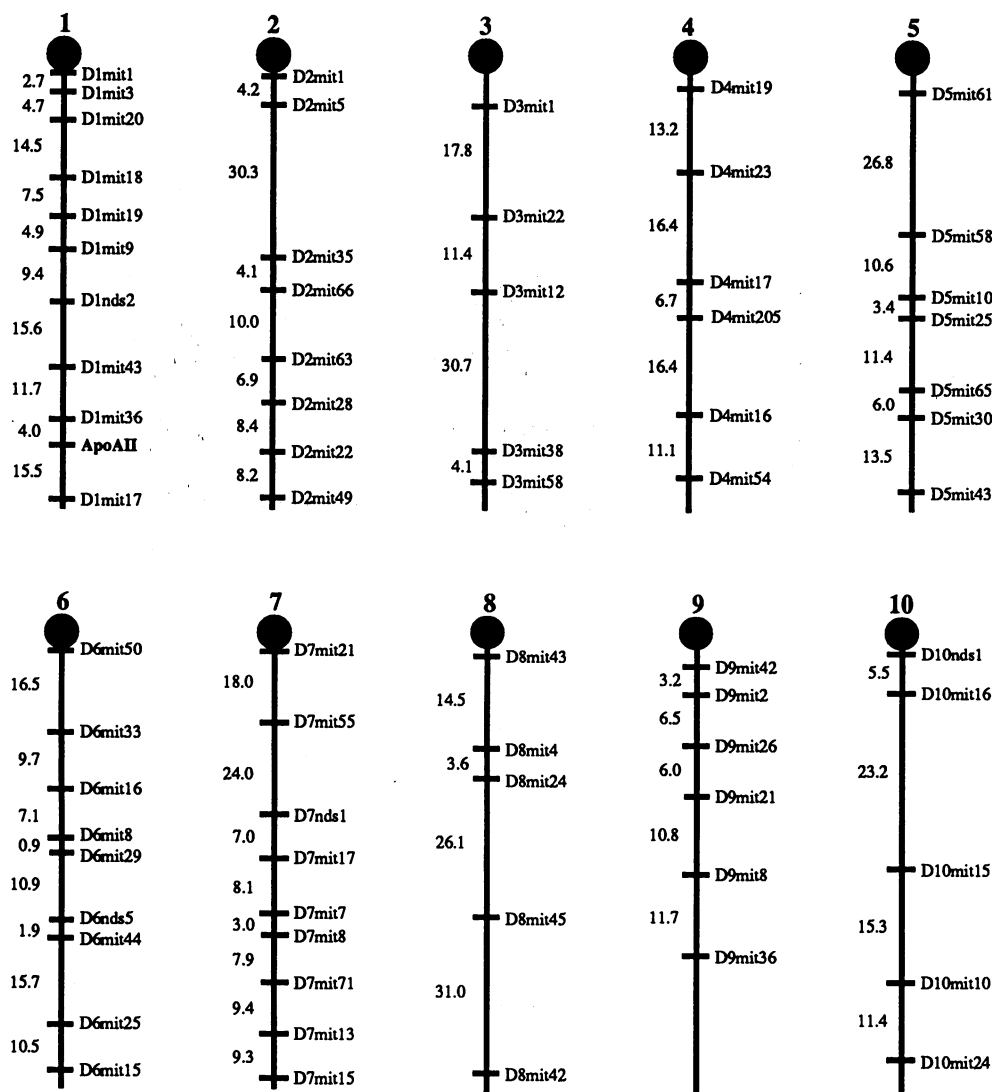 1
D1mit1
2.7
D1mit3
4.7
D1mit20
14.5
D1mit18
7.5
D1mit19
4.9
D1mit9
9.4
D1nds2
15.6
D1mit43
11.7
D1mit36
4.0
ApoAII
15.5
D1mit17
2
D2mit1
4.2
D2mit5
30.3
D2mit35
4.1
D2mit66
10.0
D2mit63
6.9
D2mit28
8.4
D2mit22
8.2
D2mit49
3
D3mit1
17.8
D3mit22
11.4
D3mit12
30.7
D3mit38
4.1
D3mit58
4
D4mit19
13.2
D4mit23
16.4
D4mit17
6.7
D4mit205
16.4
D4mit16
11.1
D4mit54
5
D5mit61
26.8
D5mit58
10.6
D5mit10
3.4
D5mit25
11.4
D5mit65
6.0
D5mit30
13.5
D5mit43
6
D6mit50
16.5
D6mit33
9.7
D6mit16
7.1
D6mit8
0.9
D6mit29
10.9
D6nds5
1.9
D6mit44
15.7
D6mit25
10.5
D6mit15
7
D7mit21
18.0
D7mit55
24.0
D7nds1
7.0
D7mit17
8.1
D7mit7
3.0
D7mit8
7.9
D7mit71
9.4
D7mit13
9.3
D7mit15
8
D8mit43
14.5
D8mit4
3.6
D8mit24
26.1
D8mit45
31.0
D8mit42
9
D9mit42
3.2
D9mit2
6.5
D9mit26
6.0
D9mit21
10.8
D9mit8
11.7
D9mit36
10
D10nds1
5.5
D10mit16
23.2
D10mit15
15.3
D10mit10
11.4
D10mit24